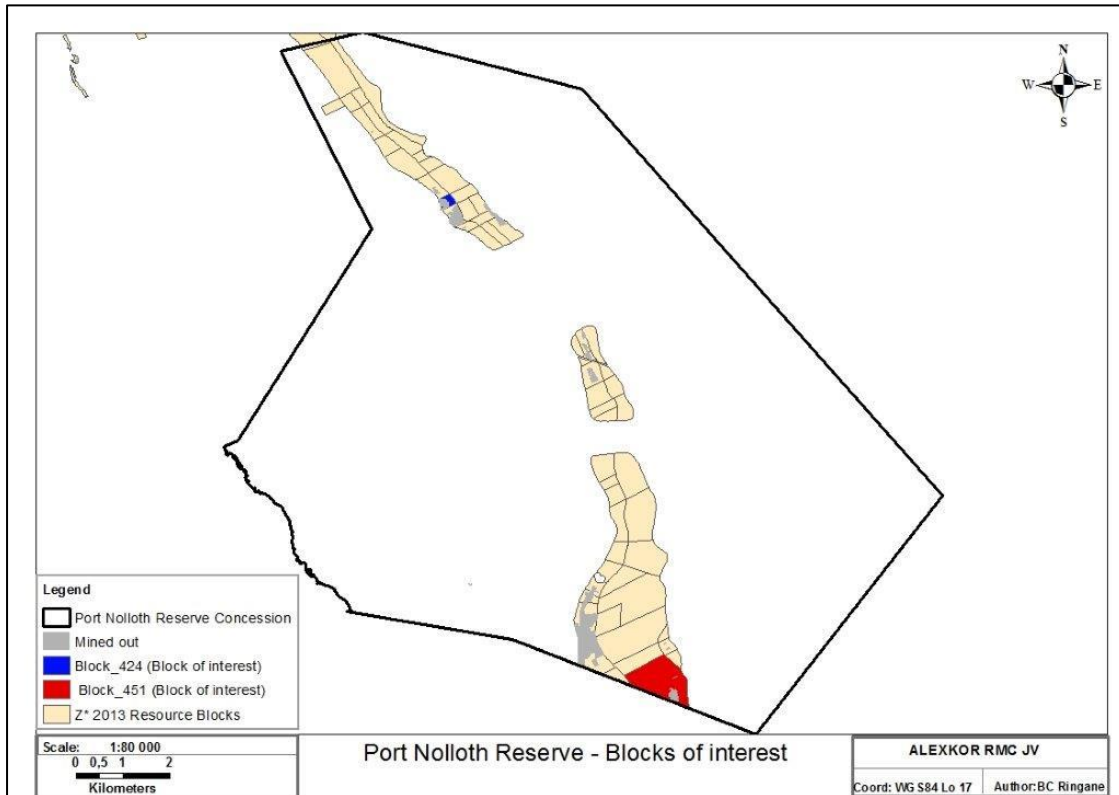 N
W E
S
Legend
Port Nolloth Reserve Concession
Mined out
Block_424 (Block of interest)
Block_451 (Block of interest)
Z* 2013 Resource Blocks
Scale: 1:80 000
0 0,5 1 2
Kilometers
Port Nolloth Reserve - Blocks of interest
ALEXKOR RMC JV
Coord: WG S84 Lo 17 Author:BC Ringane